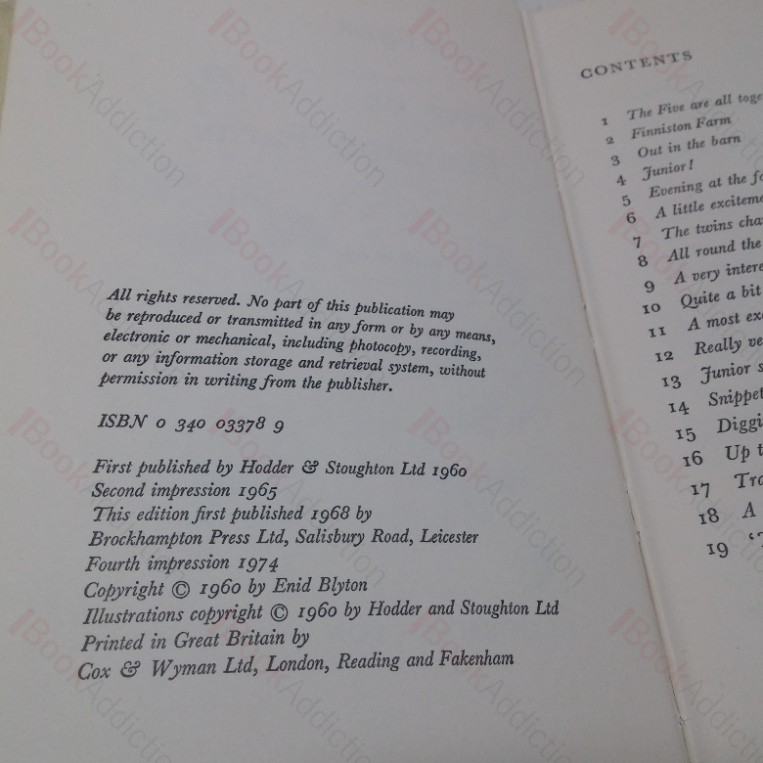 All rights reserved. No part of this publication may
be reproduced or transmitted in any form or by any means,
electronic or mechanical, including photocopy, recording,
or any information storage and retrieval system, without
permission in writing from the publisher.
ISBN 0 340 03378 9
First published by Hodder & Stoughton Ltd 1960
Second impression 1965
This edition first published 1968 by
Brockhampton Press Ltd, Salisbury Road, Leicester
Fourth impression 1974
Copyright © 1960 by Enid Blyton
Illustrations copyright © 1960 by Hodder and Stoughton Ltd
Printed in Great Britain by
Cox & Wyman Ltd, London, Reading and Fakenham
CONTENTS
1 The Five are all
2 Finniston Farm
3 Out in the barn
4 Junior!
5 Evening at the
6 A little
7 The twins
8 All round the
9 A very
10 Quite a bit
11 A most
12 Really
13 Junior
14
15
16 Up
17
18 A
19
BookAddiction